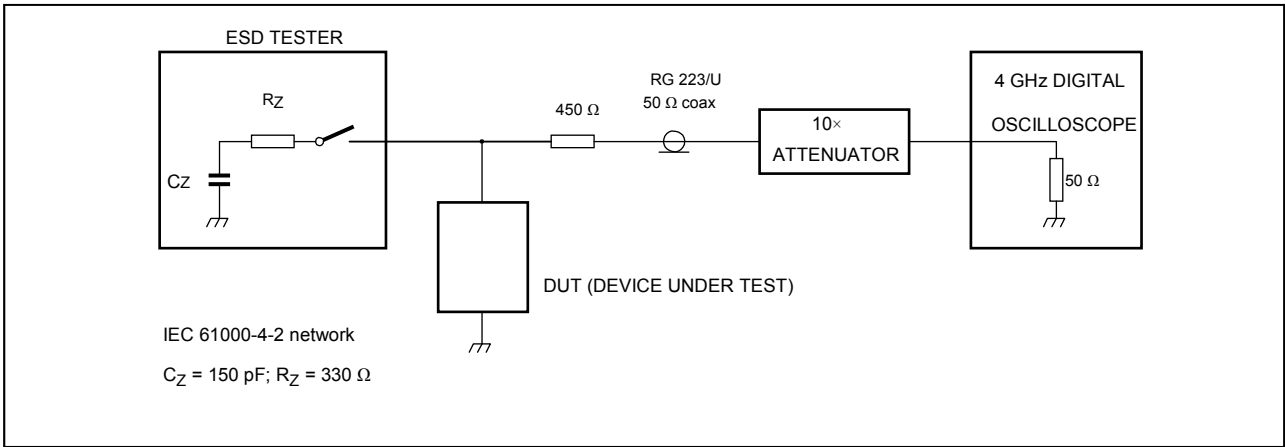 ESD TESTER
RZ
CZ
450 Ω
RG 223/U
50 Ω coax
10×
ATTENUATOR
4 GHz DIGITAL
OSCILLOSCOPE
50 Ω
DUT (DEVICE UNDER TEST)
IEC 61000-4-2 network
CZ = 150 pF; RZ = 330 Ω